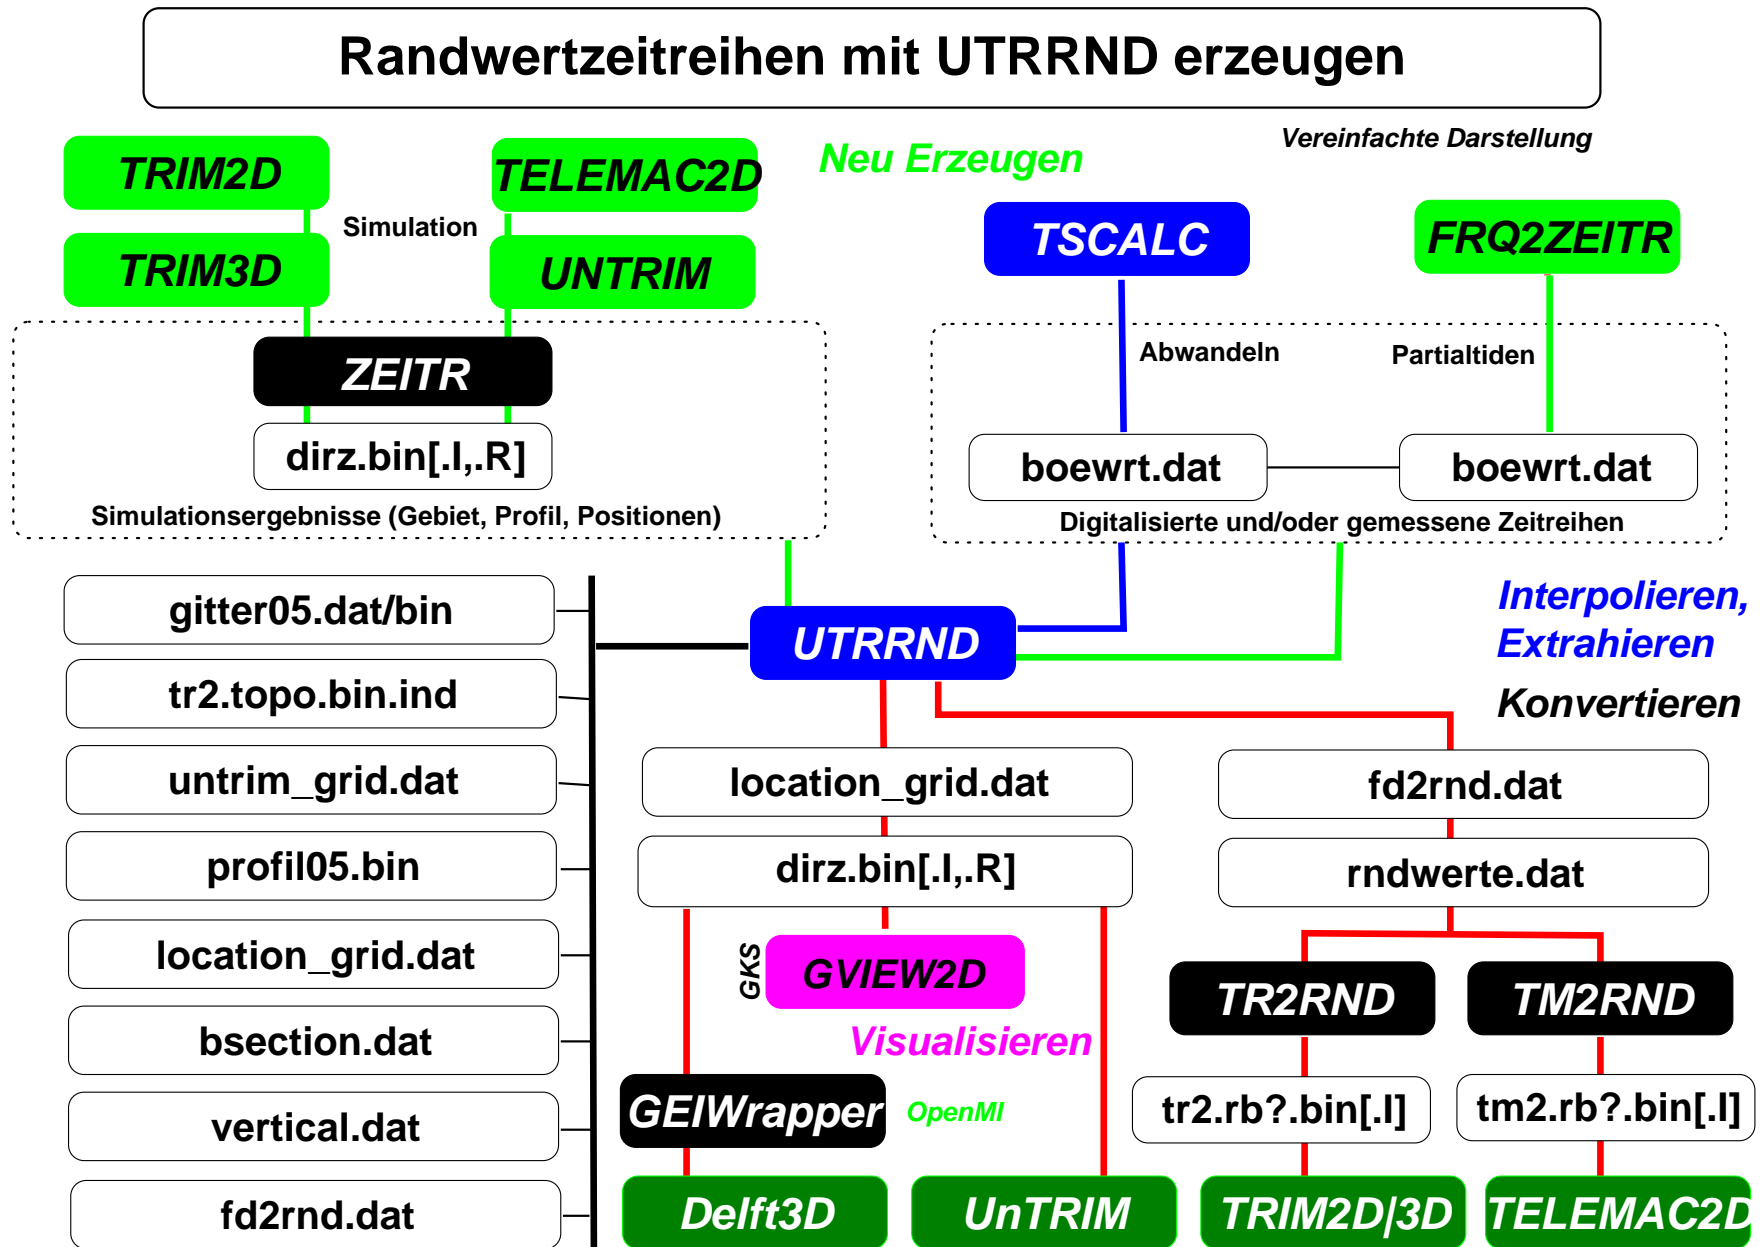 Randwertzeitreihen mit UTRRND erzeugen
Vereinfachte Darstellung
TRIM2D
TELEMAC2D
Neu Erzeugen
Simulation
TSCALC
FRQ2ZEITR
TRIM3D
UNTRIM
ZEITR
Abwandeln
Partialtiden
dirz.bin[.I,.R]
boewrt.dat
boewrt.dat
Simulationsergebnisse (Gebiet, Profil, Positionen)
Digitalisierte und/oder gemessene Zeitreihen
gitter05.dat/bin
tr2.topo.bin.ind
untrim_grid.dat
profil05.bin
location_grid.dat
bsection.dat
vertical.dat
fd2rnd.dat
UTRRND
Interpolieren,
Extrahieren
Konvertieren
location_grid.dat
dirz.bin[.I,.R]
fd2rnd.dat
rndwerte.dat
GKS
GVIEW2D
Visualisieren
TR2RND
TM2RND
GEIWrapper
OpenMI
tr2.rb?.bin[.I]
tm2.rb?.bin[.I]
Delft3D
UnTRIM
TRIM2D|3D
TELEMAC2D